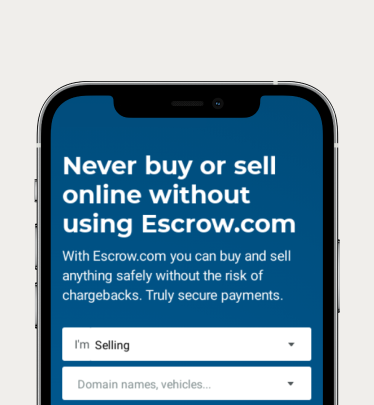 Never buy or sell
online without
using Escrow.com
With Escrow.com you can buy and sell
anything safely without the risk of
chargebacks. Truly secure payments.
I'm Selling
Domain names, vehicles...